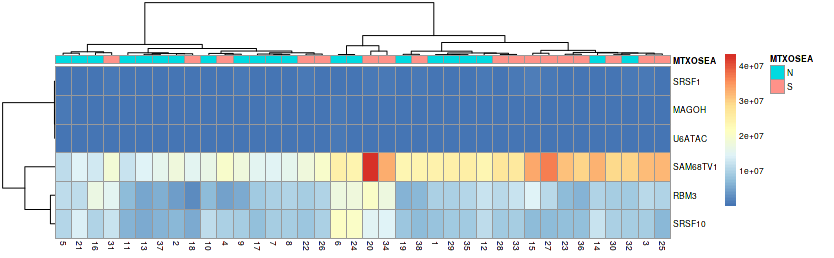 MTXOSEA
MTXOSEA
N
S
4e+07
3e+07
2e+07
1e+07
SRSF1
MAGOH
U6ATAC
SAM68TV1
RBM3
SRSF10
5 21 16 31 11 13 37 2 18 10 4 9 17 7 8 22 26 6 24 20 34 19 38 1 29 35 12 28 33 15 27 23 36 14 30 32 3 25